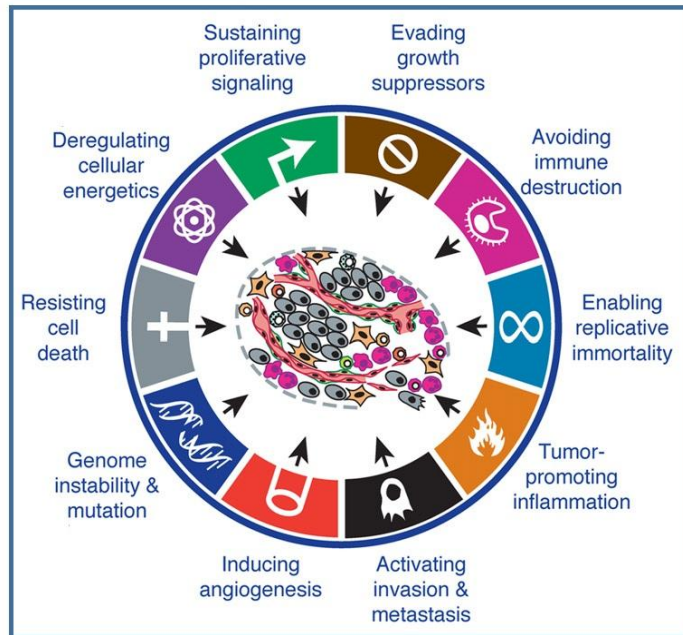 Sustaining
proliferative
signaling
Evading
growth
suppressors
Avoiding
immune
destruction
Enabling
replicative
immortality
Tumor-
promoting
inflammation
Activating
invasion &
metastasis
Inducing
angiogenesis
Genome
instability &
mutation
Resisting
cell
death
Deregulating
cellular
energetics